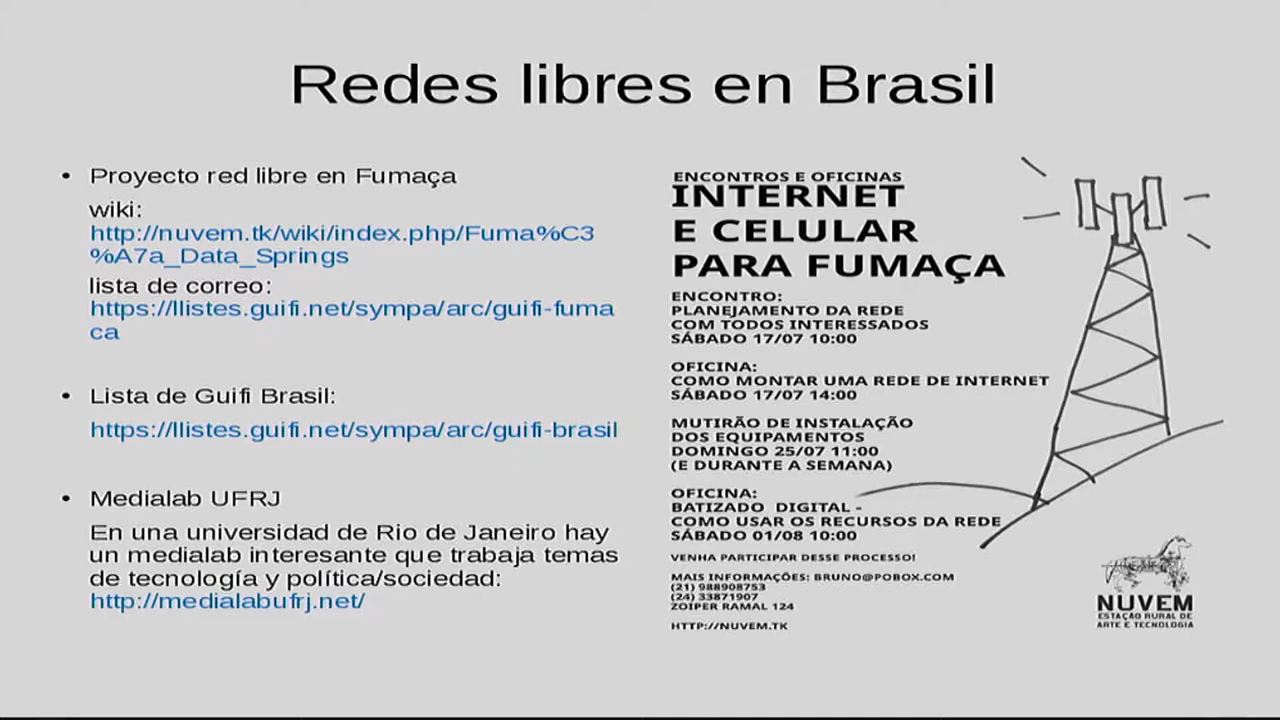 Redes libres en Brasil
• Proyecto red libre en Fumaça
wiki:
http://nuvem.tk/wiki/index.php/Fuma%C3
%A7a_Data_Springs
lista de correo:
https://llistes.guifi.net/sympa/arc/guifi-fuma
ca
• Lista de Guifi Brasil:
https://llistes.guifi.net/sympa/arc/guifi-brasil
• Medialab UFRJ
En una universidad de Rio de Janeiro hay
un medialab interesante que trabaja temas
de tecnología y política/sociedad:
http://medialabufrj.net/
ENCONTROS E OFICINAS
INTERNET
E CELULAR
PARA FUMAÇA
ENCONTRO:
PLANEJAMENTO DA REDE
COM TODOS INTERESSADOS
SÁBADO 17/07 10:00
OFICINA:
COMO MONTAR UMA REDE DE INTERNET
SÁBADO 17/07 14:00
MUTIRÃO DE INSTALAÇÃO
DOS EQUIPAMENTOS
DOMINGO 25/07 11:00
(E DURANTE A SEMANA)
OFICINA:
BATIZADO DIGITAL -
COMO USAR OS RECURSOS DA REDE
SÁBADO 01/08 10:00
VENHA PARTICIPAR DESSE PROCESSO!
MAIS INFORMAÇÕES: BRUNO@POBOX.COM
(21) 988908753
(24) 33871907
ZOIPER RAMAL 124
HTTP://NUVEM.TK
NUVEM
ESTAÇÃO RURAL DE
ARTE E TECNOLOGIA